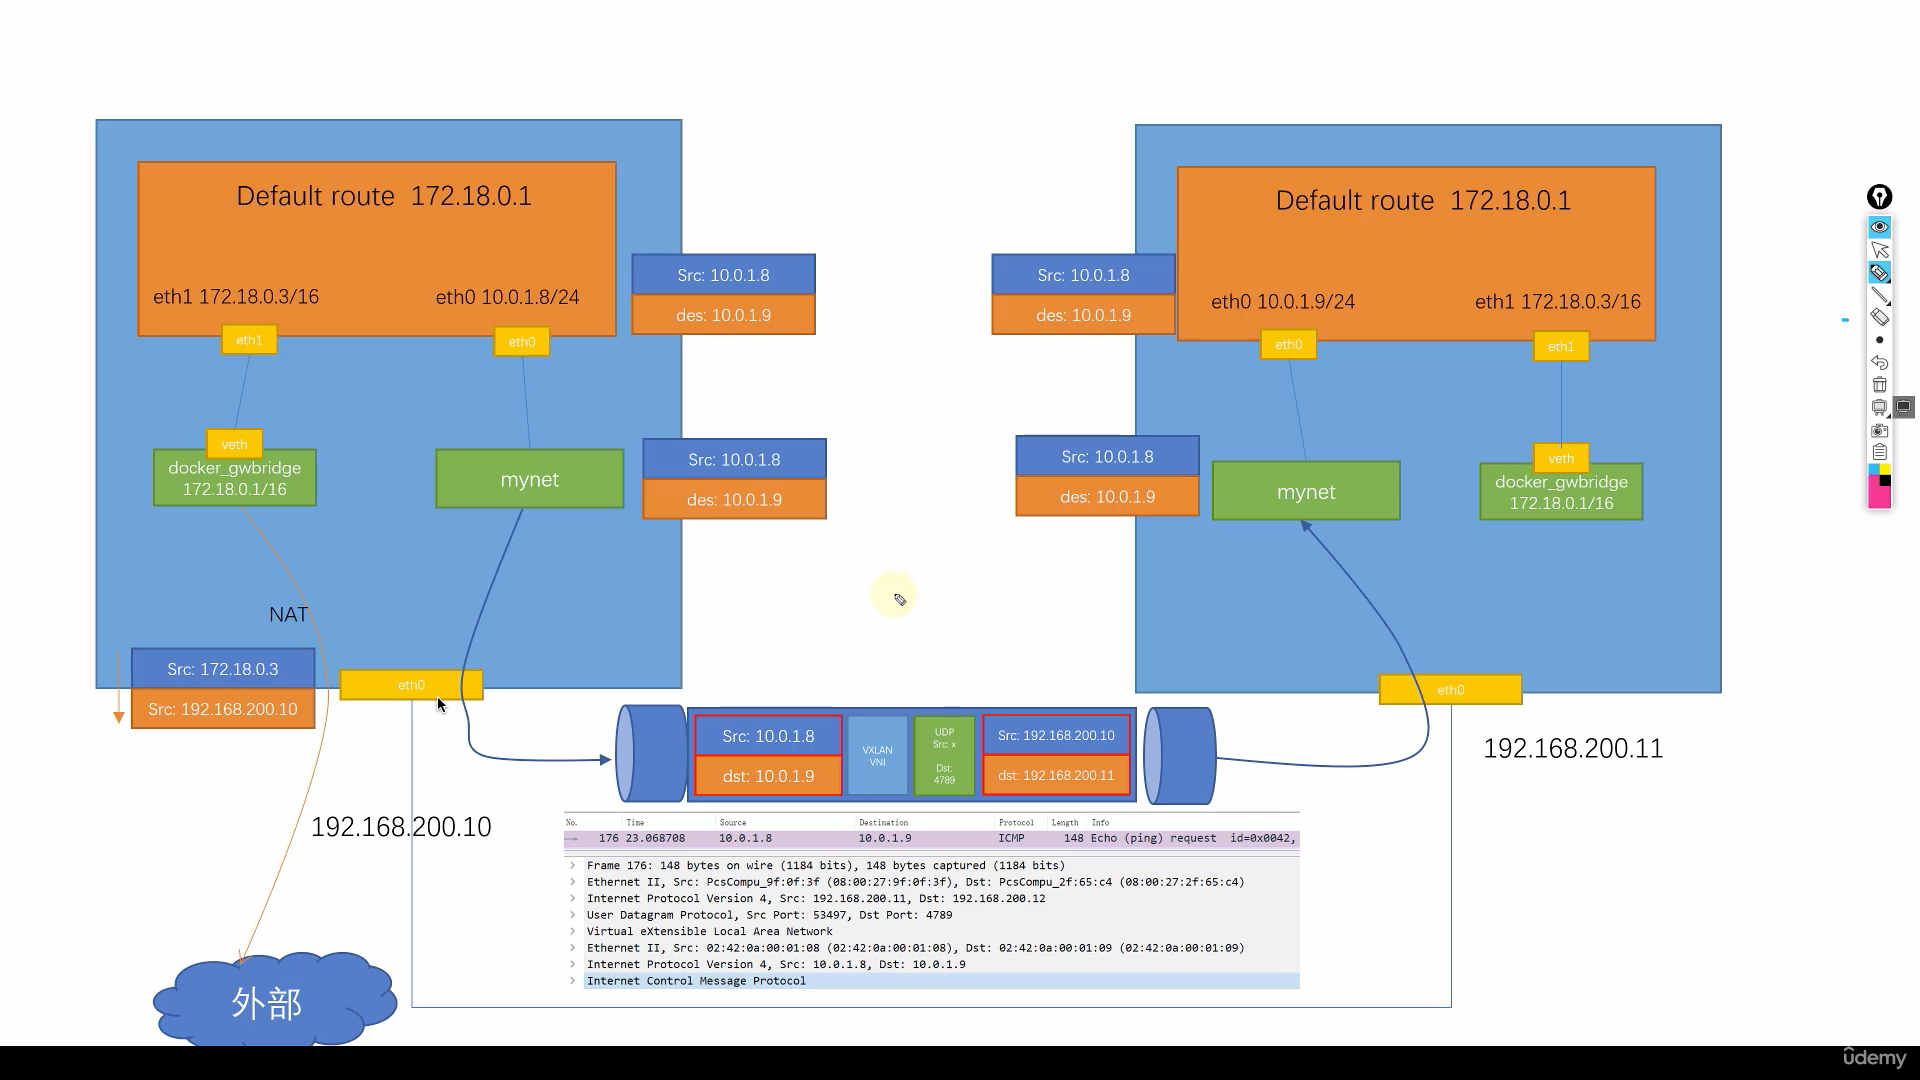 Default route 172.18.0.1
eth1 172.18.0.3/16
eth0 10.0.1.8/24
eth1
eth0
Src: 10.0.1.8
des: 10.0.1.9
veth
docker_gwbridge
172.18.0.1/16
mynet
Src: 10.0.1.8
des: 10.0.1.9
NAT
Src: 172.18.0.3
Src: 192.168.200.10
eth0
192.168.200.10
外部
Default route 172.18.0.1
Src: 10.0.1.8
des: 10.0.1.9
eth0 10.0.1.9/24
eth1 172.18.0.3/16
eth0
eth1
Src: 10.0.1.8
des: 10.0.1.9
mynet
veth
docker_gwbridge
172.18.0.1/16
eth0
192.168.200.11
Src: 10.0.1.8
dst: 10.0.1.9
VXLAN
VNI
UDP
Src: x
Dst:
4789
Src: 192.168.200.10
dst: 192.168.200.11
No. Time Source Destination Protocol Length Info
176 23.068708 10.0.1.8 10.0.1.9 ICMP 148 Echo (ping) request id=0x0042,
Frame 176: 148 bytes on wire (1184 bits), 148 bytes captured (1184 bits)
Ethernet II, Src: PcsCompu_9f:0f:3f (08:00:27:9f:0f:3f), Dst: PcsCompu_2f:65:c4 (08:00:27:2f:65:c4)
Internet Protocol Version 4, Src: 192.168.200.11, Dst: 192.168.200.12
User Datagram Protocol, Src Port: 53497, Dst Port: 4789
Virtual eXtensible Local Area Network
Ethernet II, Src: 02:42:0a:00:01:08 (02:42:0a:00:01:08), Dst: 02:42:0a:00:01:09 (02:42:0a:00:01:09)
Internet Protocol Version 4, Src: 10.0.1.8, Dst: 10.0.1.9
Internet Control Message Protocol
ûdemy